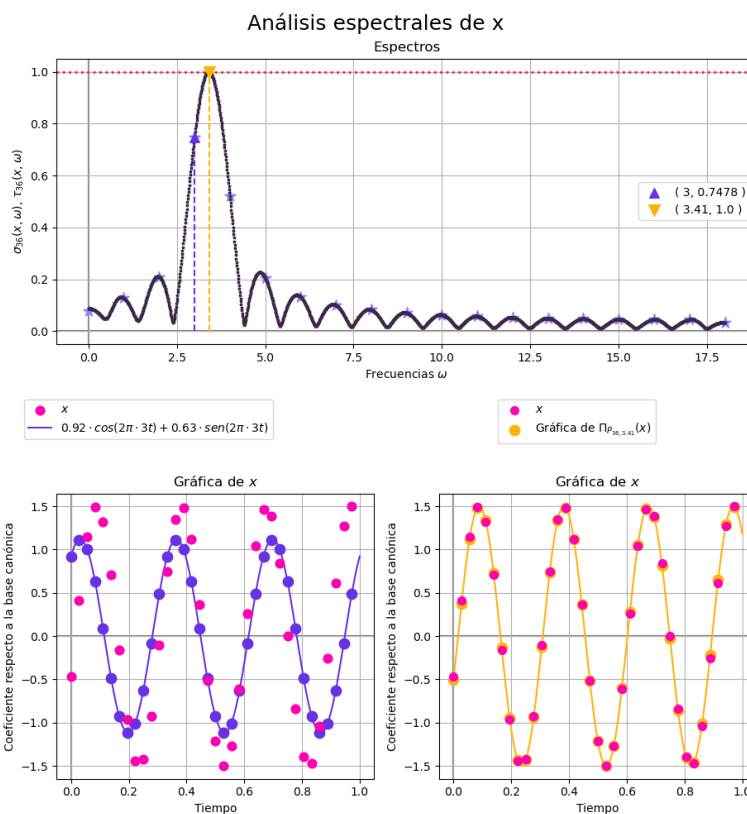 Análisis espectrales de x
Espectros
σ₃₆(x, ω), τ₃₆(x, ω)
1.0
0.8
0.6
0.4
0.2
0.0
( 3, 0.7478 )
( 3.41, 1.0 )
0.0 2.5 5.0 7.5 10.0 12.5 15.0 17.5
Frecuencias ω
x
0.92 · cos(2π · 3t) + 0.63 · sen(2π · 3t)
x
Gráfica de Π_{P_{36, 3.41}}(x)
Gráfica de x
Coeficiente respecto a la base canónica
1.5
1.0
0.5
0.0
−0.5
−1.0
−1.5
0.0 0.2 0.4 0.6 0.8 1.0
Tiempo
Gráfica de x
Coeficiente respecto a la base canónica
1.5
1.0
0.5
0.0
−0.5
−1.0
−1.5
0.0 0.2 0.4 0.6 0.8 1.0
Tiempo